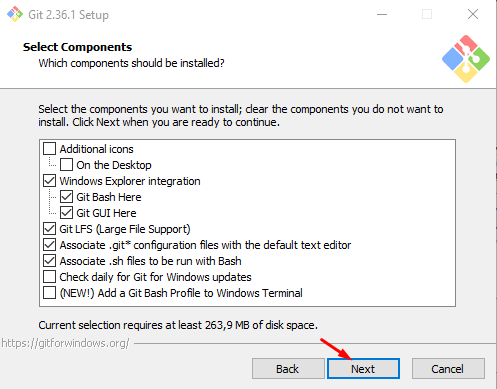 Git 2.36.1 Setup
Select Components
Which components should be installed?
Select the components you want to install; clear the components you do not want to
install. Click Next when you are ready to continue.
Additional icons
On the Desktop
Windows Explorer integration
Git Bash Here
Git GUI Here
Git LFS (Large File Support)
Associate .git* configuration files with the default text editor
Associate .sh files to be run with Bash
Check daily for Git for Windows updates
(NEW!) Add a Git Bash Profile to Windows Terminal
Current selection requires at least 263,9 MB of disk space.
https://gitforwindows.org/
Back
Next
Cancel